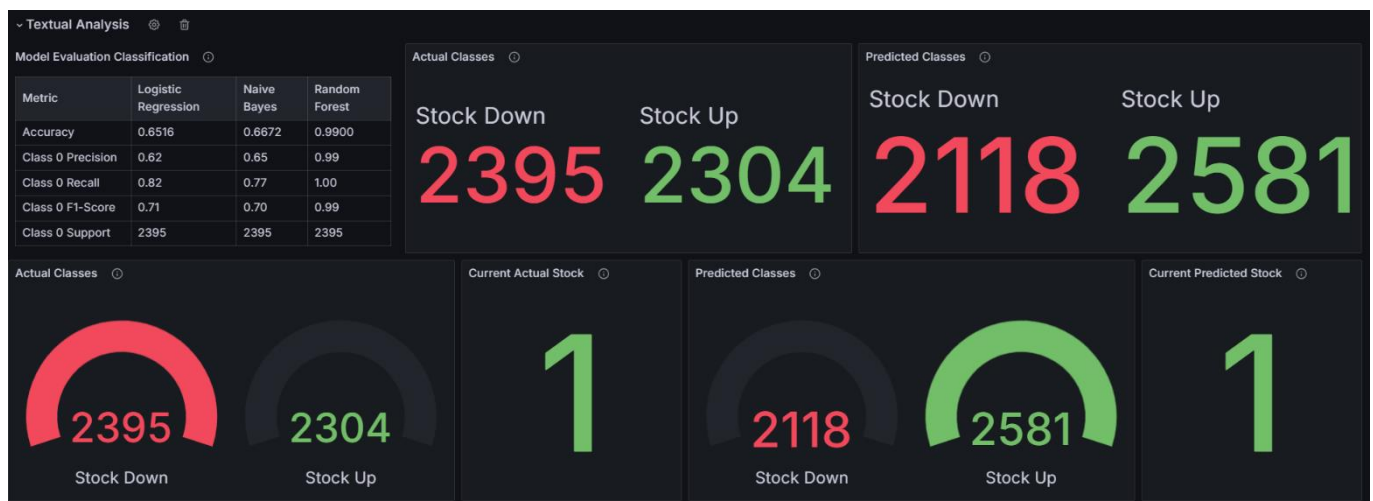 Textual Analysis
Model Evaluation Classification
Metric Logistic Regression Naive Bayes Random Forest
Accuracy 0.6516 0.6672 0.9900
Class 0 Precision 0.62 0.65 0.99
Class 0 Recall 0.82 0.77 1.00
Class 0 F1-Score 0.71 0.70 0.99
Class 0 Support 2395 2395 2395
Actual Classes
Stock Down Stock Up
2395 2304
Predicted Classes
Stock Down Stock Up
2118 2581
Actual Classes
2395 2304
Stock Down Stock Up
Current Actual Stock
1
Predicted Classes
2118 2581
Stock Down Stock Up
Current Predicted Stock
1